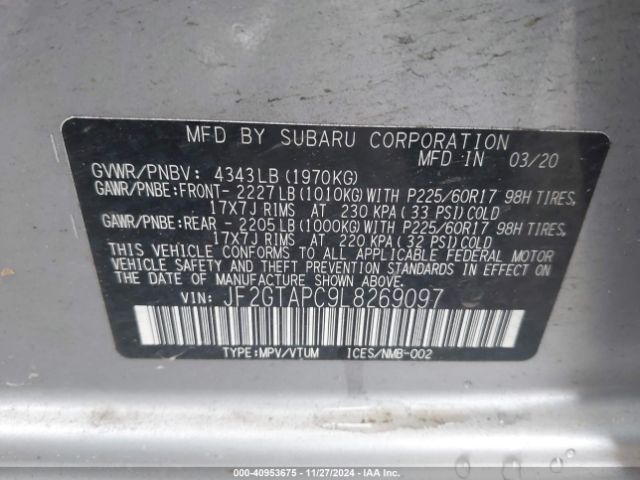 MFD BY SUBARU CORPORATION
MFD IN 03/20
GVWR/PNBV: 4343LB (1970KG)
GAWR/PNBE:FRONT- 2227LB (1010KG) WITH P225/60R17 98H TIRES,
17X7J RIMS AT 230 KPA( 33 PSI)COLD
GAWR/PNBE:REAR - 2205LB (1000KG) WITH P225/60R17 98H TIRES,
17X7J RIMS AT 220 KPA( 32 PSI)COLD
THIS VEHICLE CONFORMS TO ALL APPLICABLE FEDERAL MOTOR
VEHICLE SAFETY AND THEFT PREVENTION STANDARDS IN EFFECT ON
THE DATE OF MANUFACTURE SHOWN ABOVE.
VIN: JF2GTAPC9L8269097
TYPE:MPV/VTUM ICES/NMB-002
000-40953675 - 11/27/2024 - IAA Inc.